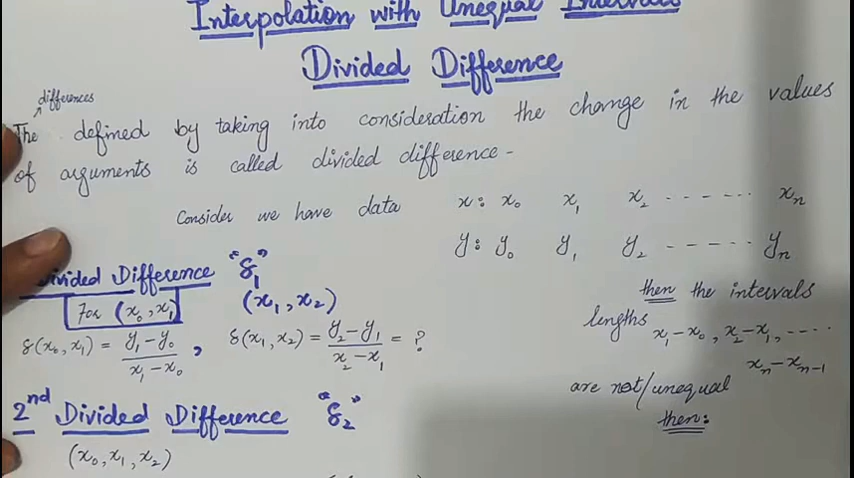 Interpolation with Unequal Intervals
Divided Difference
differences
The defined by taking into consideration the change in the values
of arguments is called divided difference -
Consider we have data x: x₀ x₁ x₂ ------- xₙ
y: y₀ y₁ y₂ ------- yₙ
Divided Difference "δ₁"
For (x₀, x₁) (x₁, x₂)
δ(x₀, x₁) = (y₁ - y₀)/(x₁ - x₀) , δ(x₁, x₂) = (y₂ - y₁)/(x₂ - x₁) = ?
then the intervals
lengths x₁-x₀, x₂-x₁, -----
xₙ-xₙ₋₁
are not/unequal
then:
2nd Divided Difference "δ₂"
(x₀, x₁, x₂)